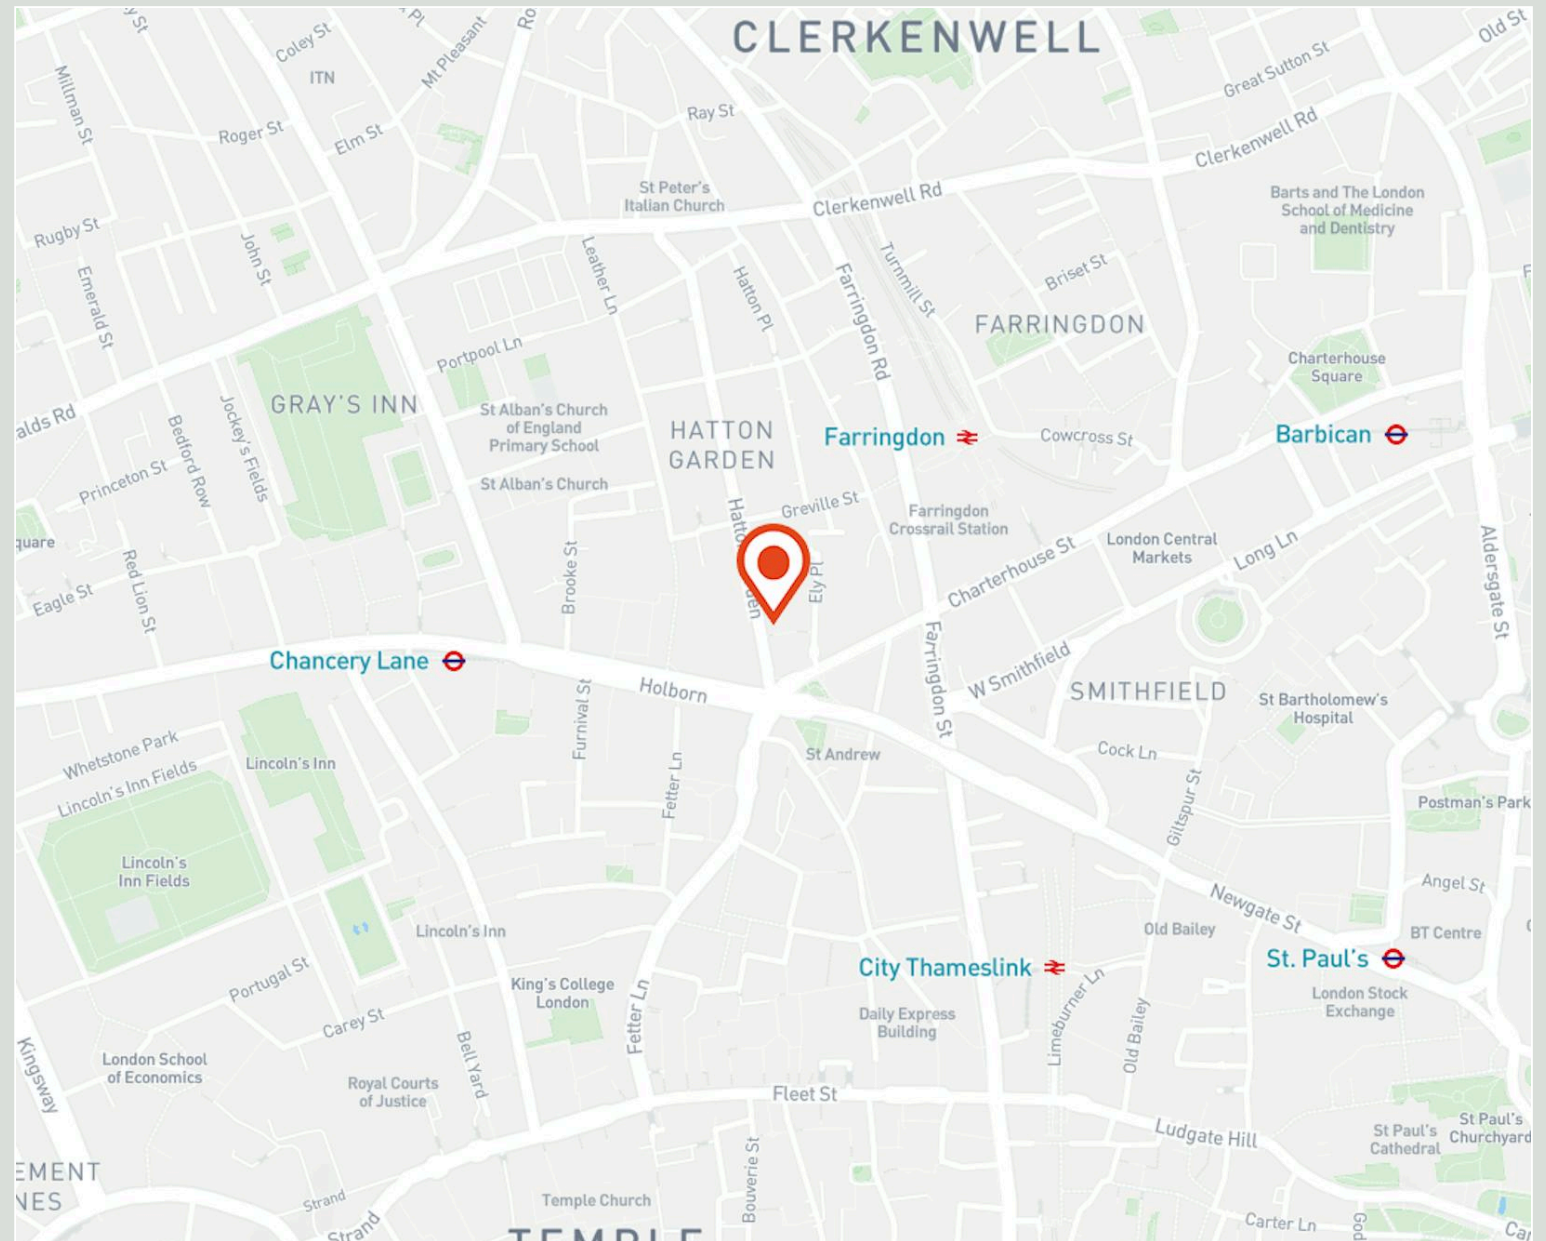 CLERKENWELL
Old St
Coley St
ITN
Mt Pleasant
Great Sutton St
Millman St
Roger St
Elm St
Ray St
Clerkenwell Rd
St Peter's
Italian Church
Clerkenwell Rd
Barts and The London
School of Medicine
and Dentistry
Rugby St
John St
Leather Ln
Hatton Pl
Turnmill St
Briset St
Emerald St
Farringdon Rd
FARRINGDON
Portpool Ln
Charterhouse
Square
GRAY'S INN
alds Rd
Jockey's Fields
Bedford Row
St Alban's Church
of England
Primary School
HATTON
GARDEN
Farringdon
Cowcross St
Barbican
Princeton St
St Alban's Church
Greville St
Farringdon
Crossrail Station
London Central
Markets
Long Ln
Aldersgate St
quare
Red Lion St
Eagle St
Brooke St
Hatto
den
Ely Pl
Charterhouse St
Chancery Lane
Holborn
Farringdon St
W Smithfield
SMITHFIELD
St Bartholomew's
Hospital
Furnival St
Whetstone Park
Lincoln's Inn
Lincoln's Inn Fields
Fetter Ln
St Andrew
Cock Ln
Giltspur St
Postman's Park
Lincoln's
Inn Fields
Angel St
Newgate St
Lincoln's Inn
Old Bailey
BT Centre
City Thameslink
St. Paul's
Portugal St
King's College
London
Fetter Ln
Limeburner Ln
London Stock
Exchange
Carey St
Daily Express
Building
Old Bailey
Kingsway
London School
of Economics
Bell Yard
Royal Courts
of Justice
Fleet St
Ludgate Hill
St Paul's
Cathedral
St Paul's
Churchyard
EMENT
NES
Strand
Strand
Temple Church
Bouverie St
Carter Ln
God
Car
TEMPLE